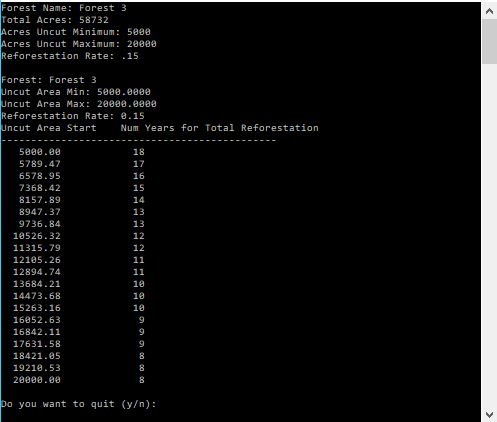 Forest Name: Forest 3
Total Acres: 58732
Acres Uncut Minimum: 5000
Acres Uncut Maximum: 20000
Reforestation Rate: .15
Forest: Forest 3
Uncut Area Min: 5000.0000
Uncut Area Max: 20000.0000
Reforestation Rate: 0.15
Uncut Area Start    Num Years for Total Reforestation
-----------------------------------------------
5000.00    18
5789.47    17
6578.95    16
7368.42    15
8157.89    14
8947.37    13
9736.84    13
10526.32    12
11315.79    12
12105.26    11
12894.74    11
13684.21    10
14473.68    10
15263.16    10
16052.63    9
16842.11    9
17631.58    9
18421.05    8
19210.53    8
20000.00    8
Do you want to quit (y/n):